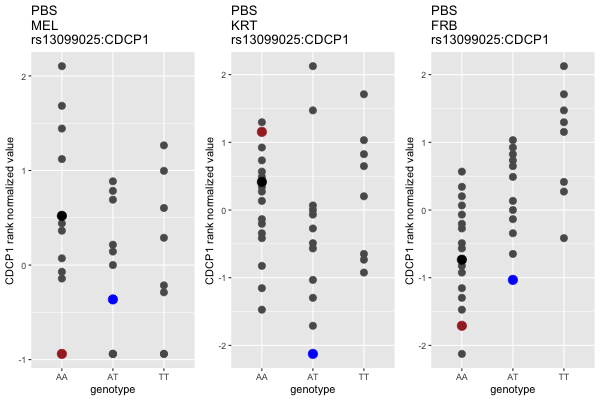 PBS
MEL
rs13099025:CDCP1
CDCP1 rank normalized value
2
1
0
-1
AA AT TT
genotype
PBS
KRT
rs13099025:CDCP1
CDCP1 rank normalized value
2
1
0
-1
-2
AA AT TT
genotype
PBS
FRB
rs13099025:CDCP1
CDCP1 rank normalized value
2
1
0
-1
-2
AA AT TT
genotype